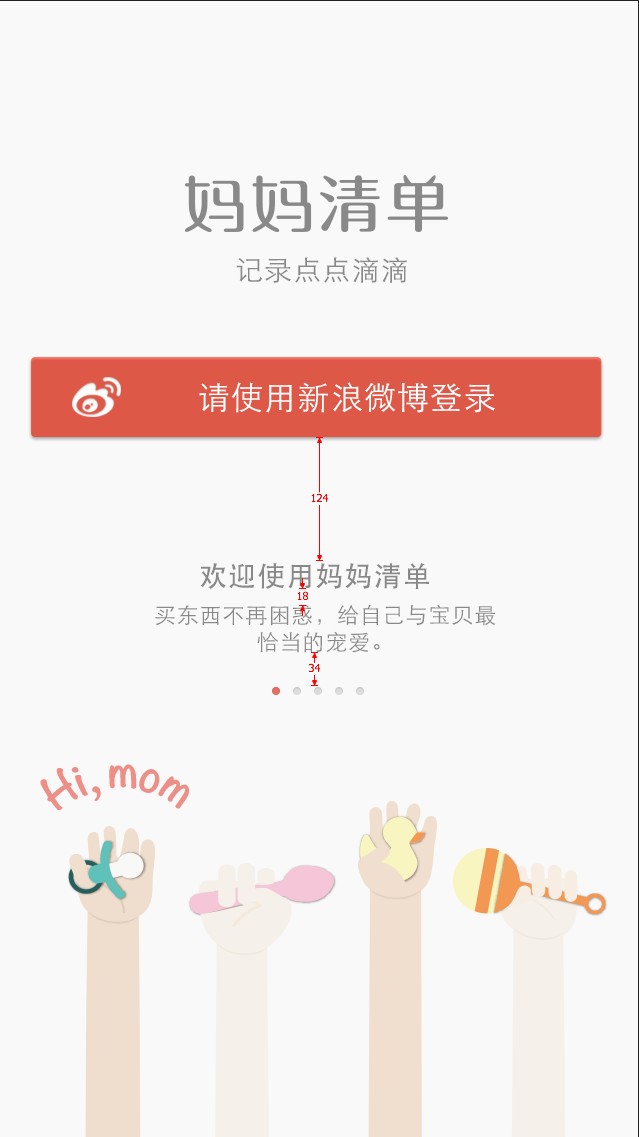 妈妈清单
记录点点滴滴
请使用新浪微博登录
124
欢迎使用妈妈清单
18
买东西不再困惑，给自己与宝贝最
恰当的宠爱。
34
Hi, mom